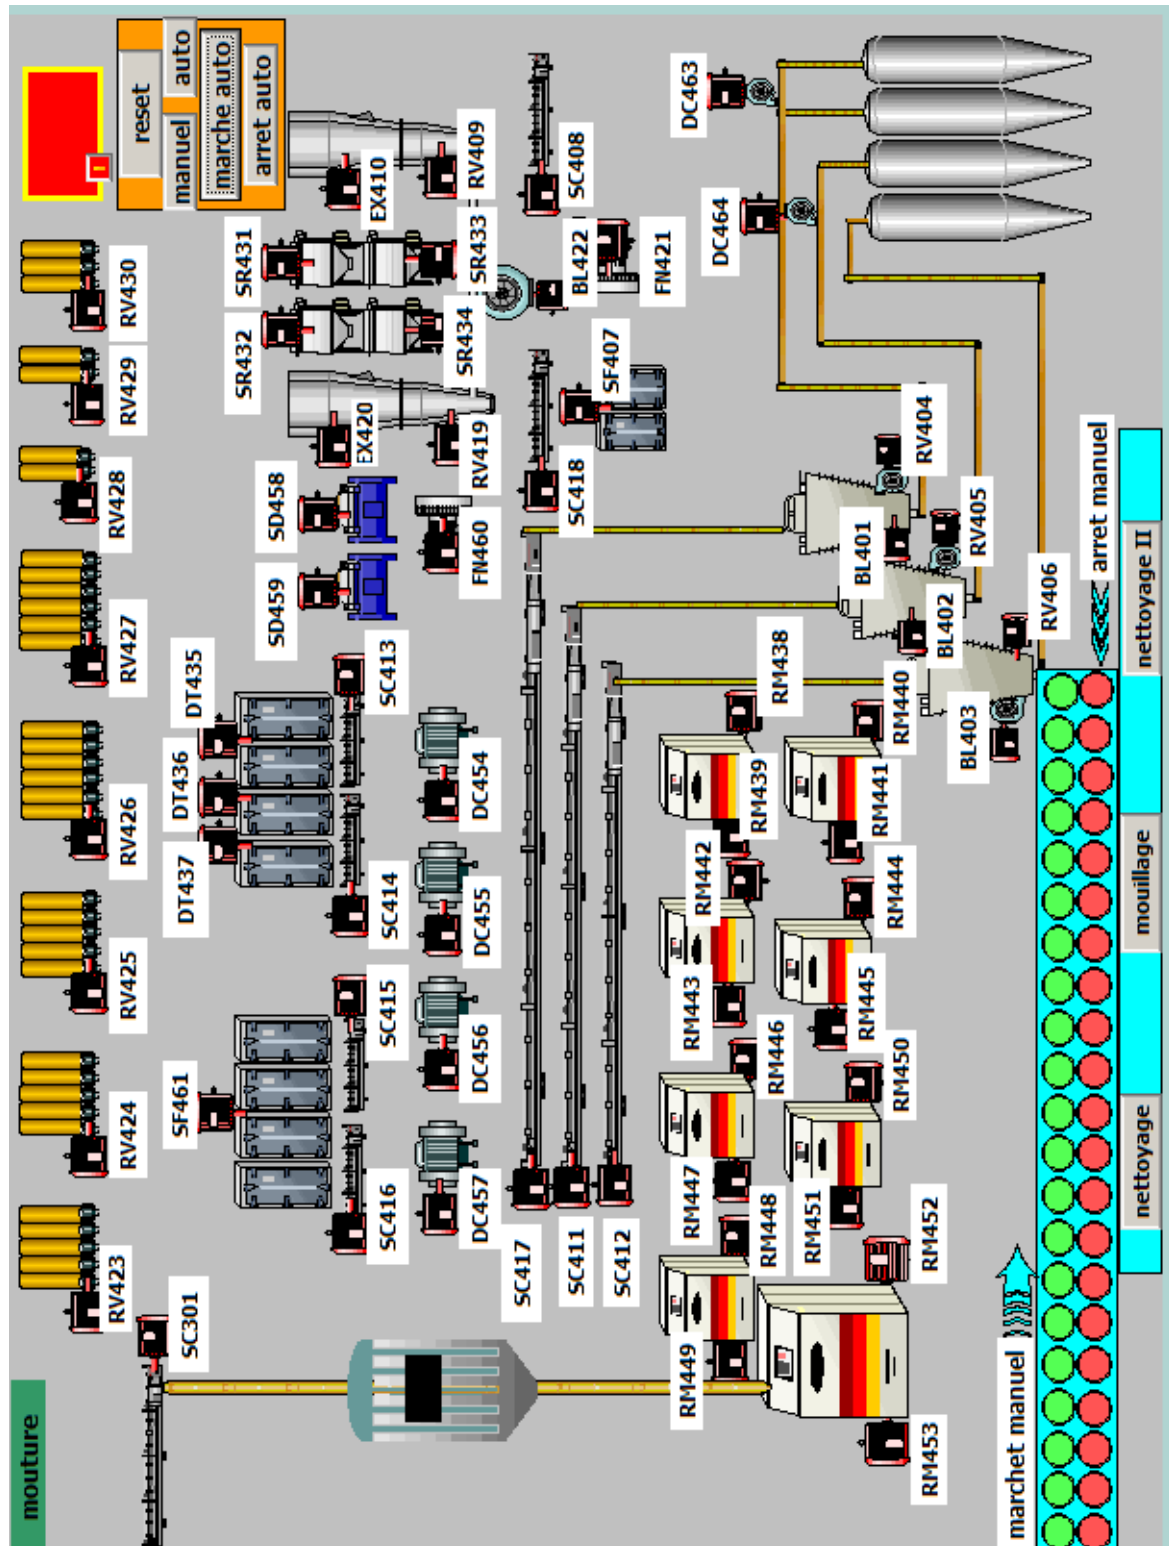 mouture
SC301
RV423
RV424
RV425
RV426
RV427
RV428
RV429
RV430
reset
manuel
auto
marche auto
arret auto
SF461
DT437
DT436
DT435
SC416
SC415
SC414
SC413
SD459
SD458
SR432
SR431
EX420
EX410
DC457
DC456
DC455
DC454
FN460
RV419
SR434
SR433
RV409
SC417
SC411
SC412
SC418
SF407
BL422
FN421
SC408
DC464
DC463
RM449
RM448
RM447
RM446
RM443
RM442
RM439
RM438
RM453
RM452
RM451
RM450
RM445
RM444
RM441
RM440
BL403
BL402
BL401
RV406
RV405
RV404
marchet manuel
arret manuel
nettoyage
mouillage
nettoyage II